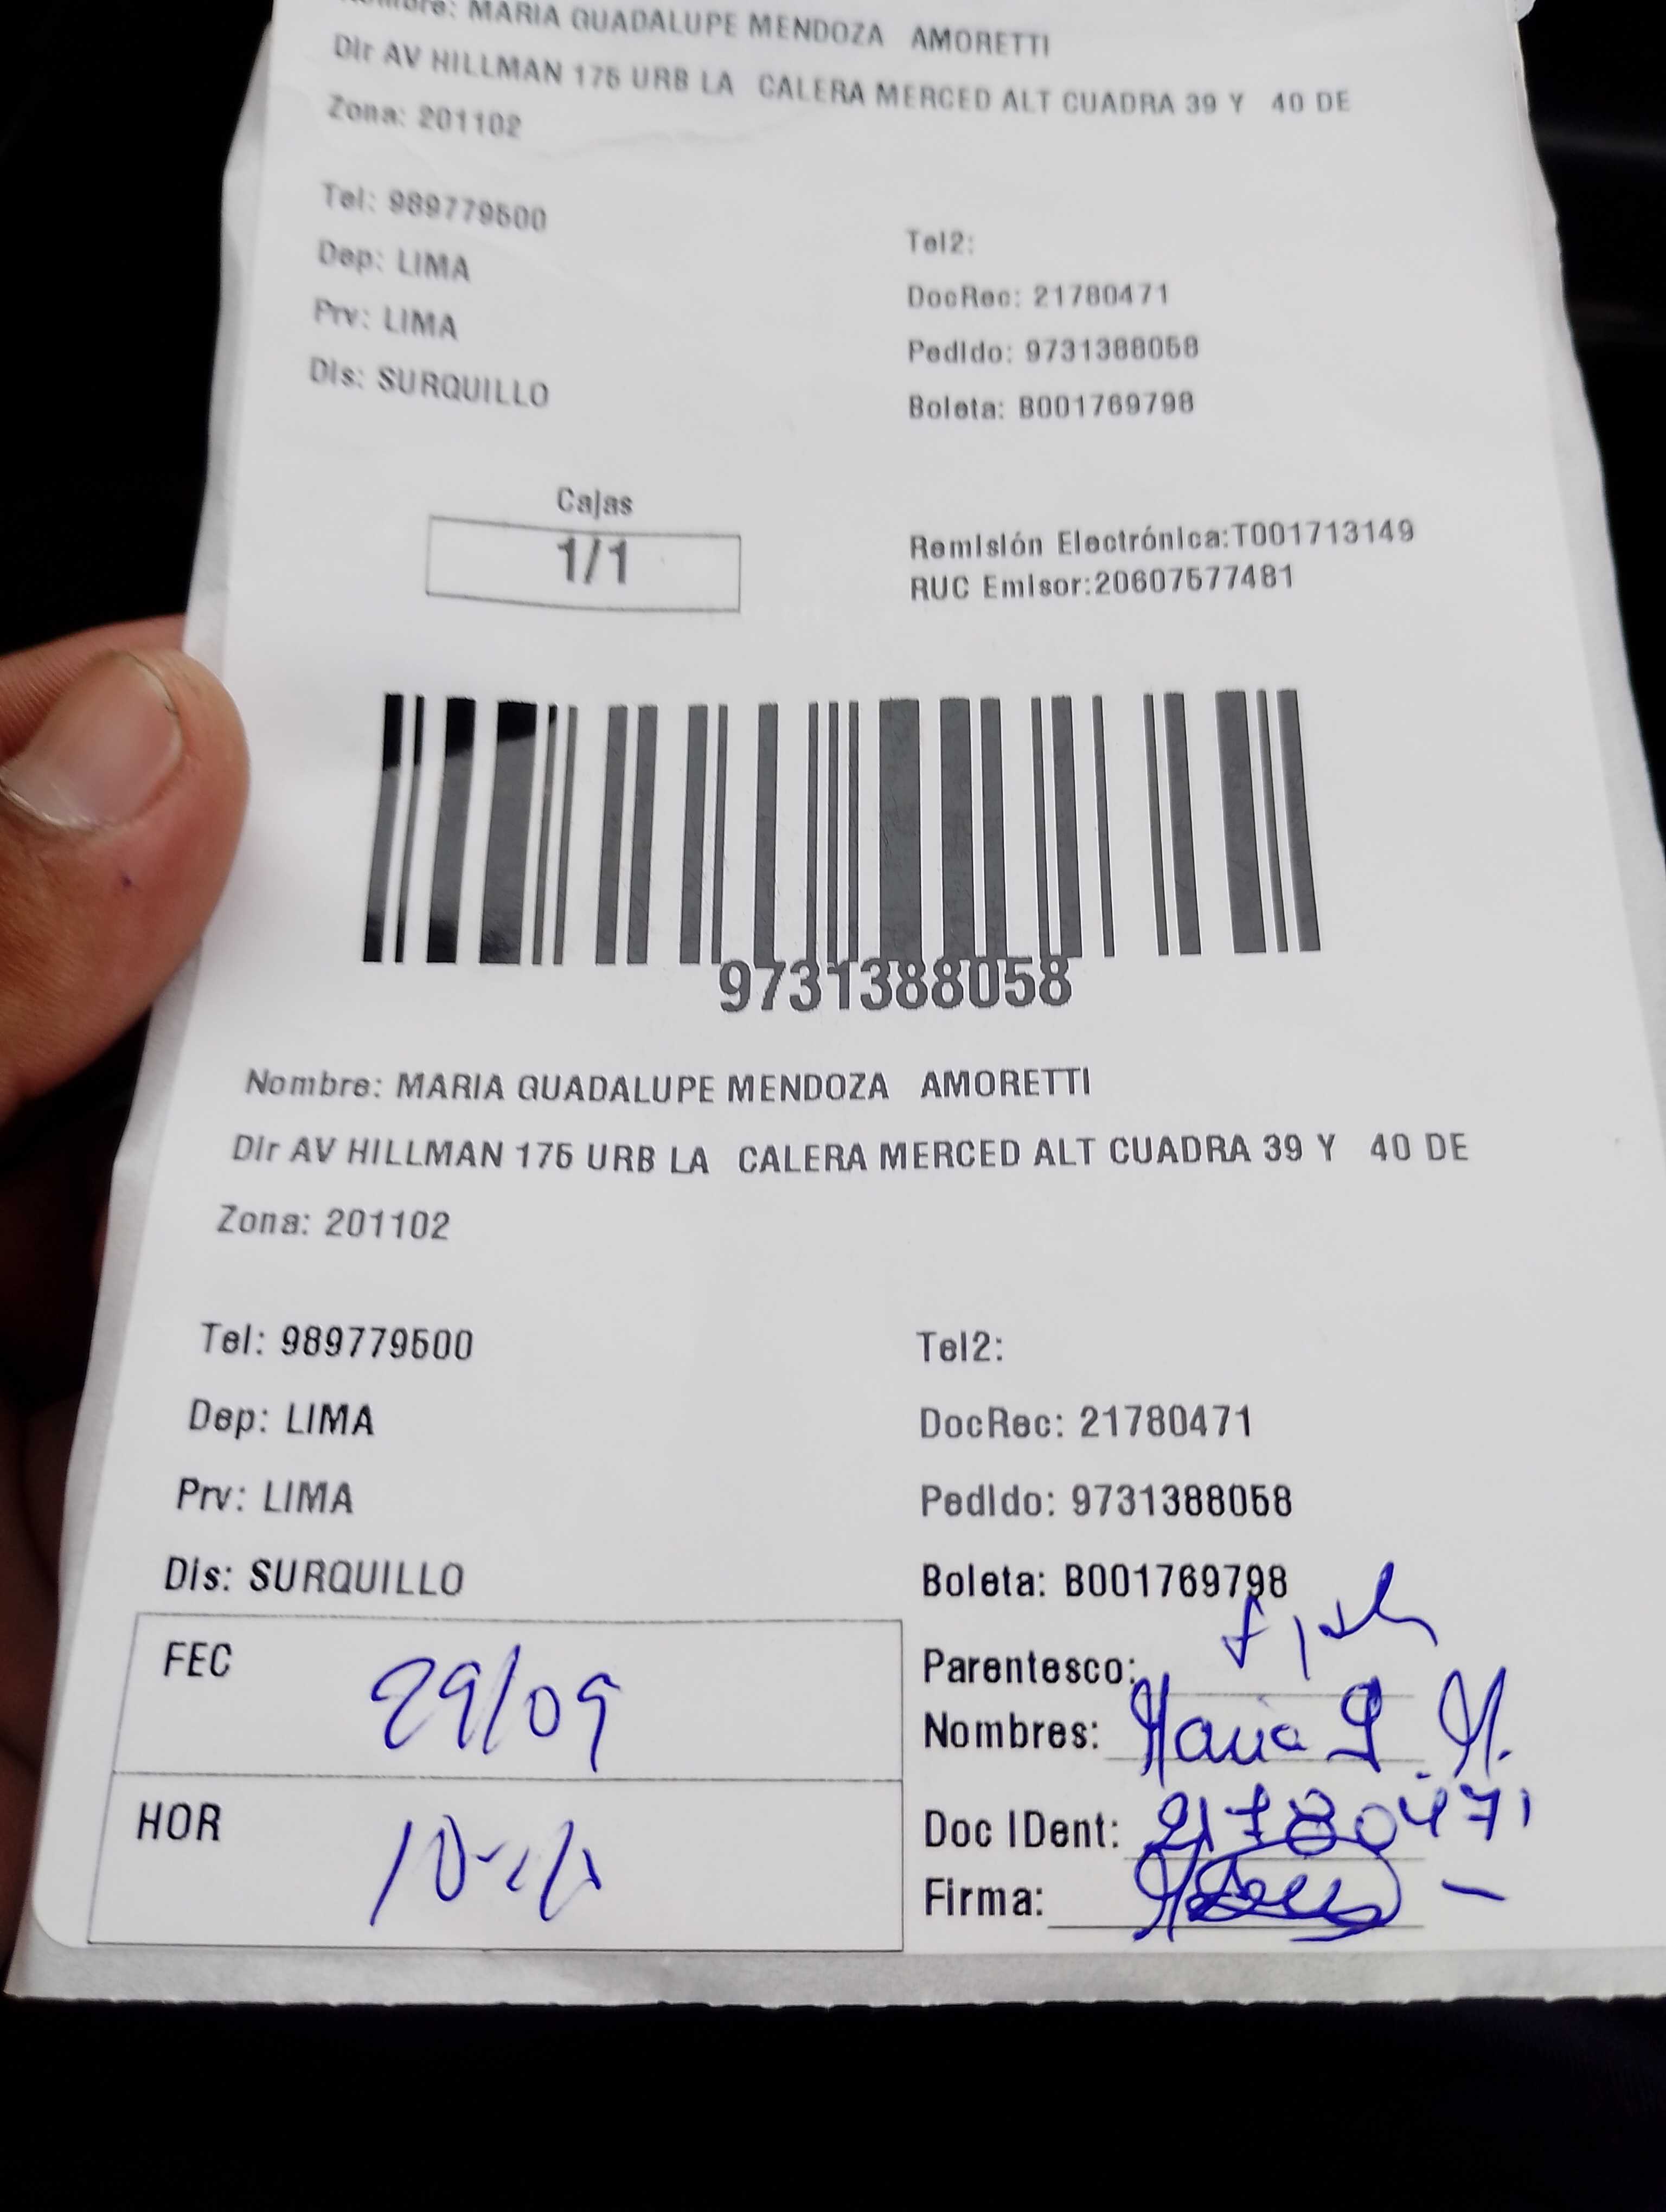 Nombre: MARIA GUADALUPE MENDOZA AMORETTI
Dir AV HILLMAN 175 URB LA CALERA MERCED ALT CUADRA 39 Y 40 DE
Zona: 201102
Tel: 989779500
Tel2:
Dep: LIMA
DocRec: 21780471
Prv: LIMA
Pedido: 9731388058
Dis: SURQUILLO
Boleta: B001769798
Cajas
1/1
Remisión Electrónica:T001713149
RUC Emisor:20607577481
9731388058
Nombre: MARIA GUADALUPE MENDOZA AMORETTI
Dir AV HILLMAN 175 URB LA CALERA MERCED ALT CUADRA 39 Y 40 DE
Zona: 201102
Tel: 989779500
Tel2:
Dep: LIMA
DocRec: 21780471
Prv: LIMA
Pedido: 9731388058
Dis: SURQUILLO
Boleta: B001769798
FEC 29/09
Parentesco:
Nombres: Maria G M.
HOR
Doc IDent: 21780471
Firma: